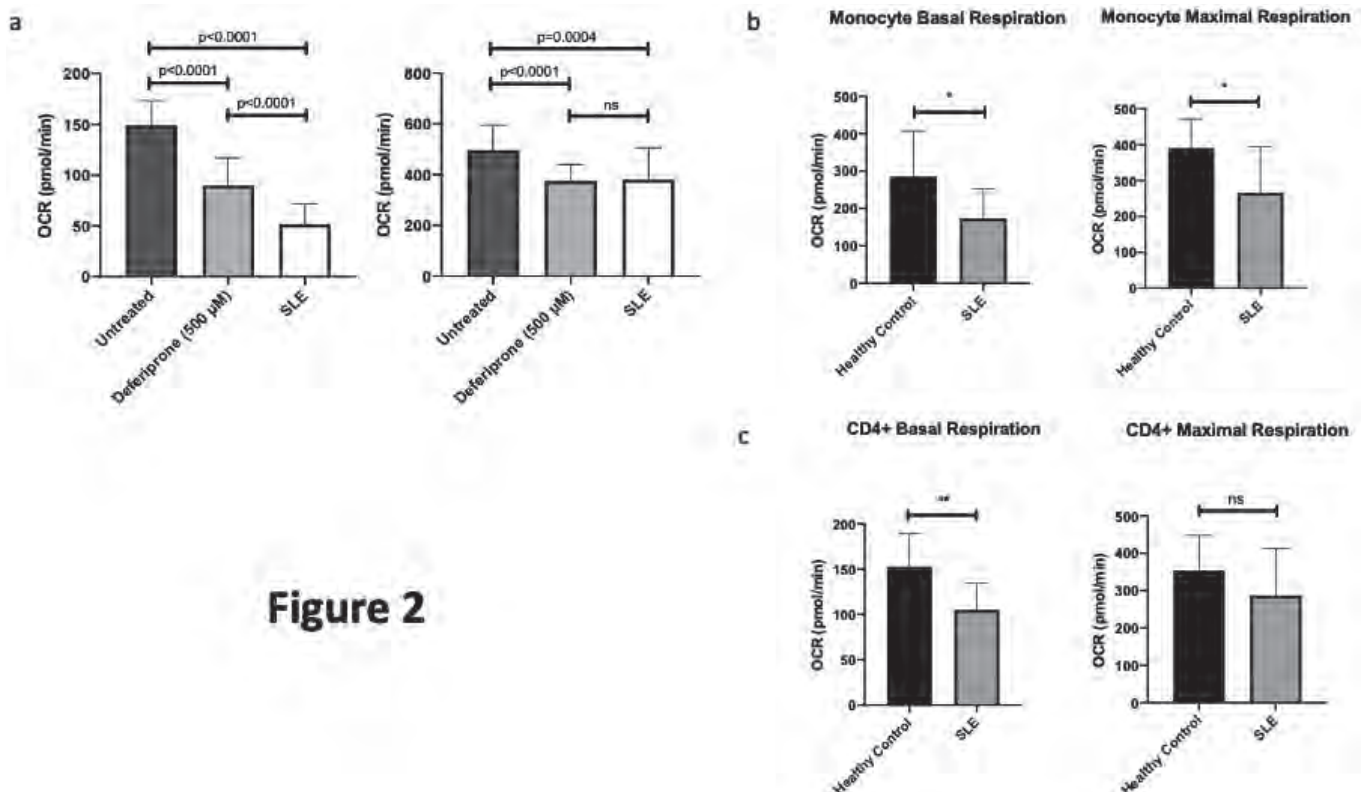 a
p<0.0001
p<0.0001
p<0.0001
200
150
100
50
0
OCR (pmol/min)
Untreated
Deferiprone (500 μM)
SLE
p=0.0004
p<0.0001
ns
800
600
400
200
0
OCR (pmol/min)
Untreated
Deferiprone (500 μM)
SLE
b
Monocyte Basal Respiration
*
500
400
300
200
100
0
OCR (pmol/min)
Healthy Control
SLE
Monocyte Maximal Respiration
*
500
400
300
200
100
0
OCR (pmol/min)
Healthy Control
SLE
c
CD4+ Basal Respiration
**
200
150
100
50
0
OCR (pmol/min)
Healthy Control
SLE
CD4+ Maximal Respiration
ns
500
400
300
200
100
0
OCR (pmol/min)
Healthy Control
SLE
Figure 2